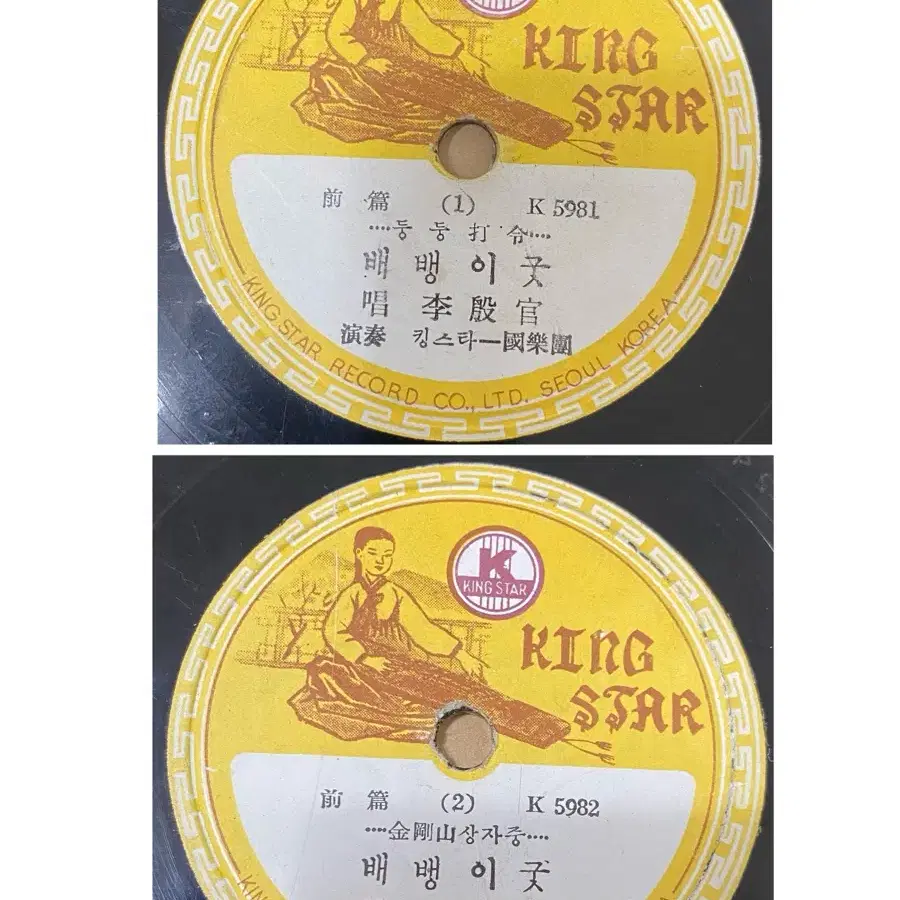 KING
STAR
前篇 (1) K 5981
····둥둥打令····
배뱅이굿
唱 李殷官
演奏 킹스타ー國樂團
KING STAR RECORD CO., LTD. SEOUL KOREA
K
KING STAR
KING
STAR
前篇 (2) K 5982
····金剛山상자중····
배뱅이굿